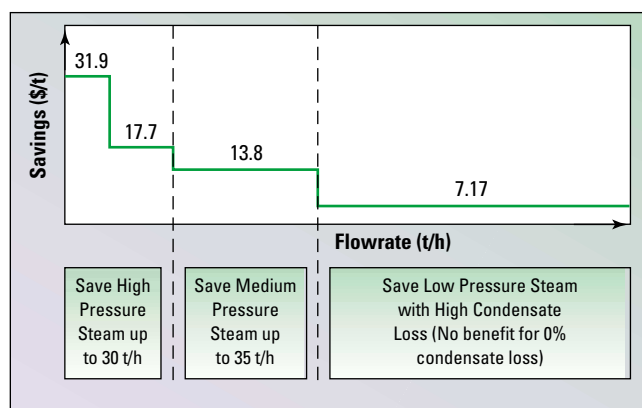 Savings ($/t)
31.9
17.7
13.8
7.17
Flowrate (t/h)
Save High
Pressure
Steam up
to 30 t/h
Save Medium
Pressure
Steam up
to 35 t/h
Save Low Pressure Steam
with High Condensate
Loss (No benefit for 0%
condensate loss)